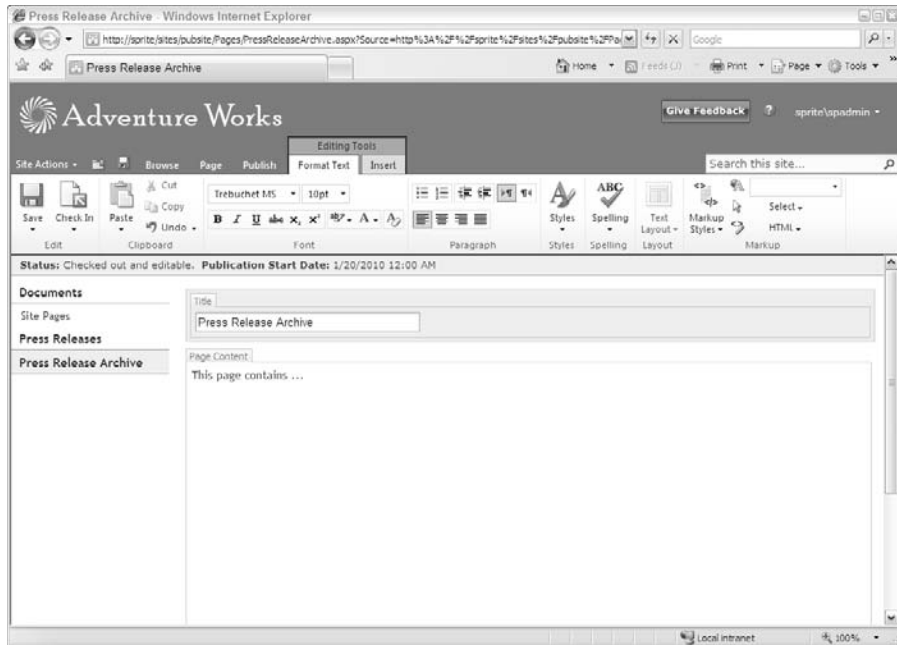 Press Release Archive - Windows Internet Explorer
http://sprite/sites/pubsite/Pages/PressReleaseArchive.aspx?Source=http%3A%2F%2Fsprite%2Fsites%2Fpubsite%2FPa
Google
Press Release Archive
Home
Feeds (J)
Print
Page
Tools
Adventure Works
Give Feedback
?
sprite\spadmin
Editing Tools
Site Actions
Browse
Page
Publish
Format Text
Insert
Search this site...
Save
Check In
Paste
Cut
Copy
Undo
Trebuchet MS
10pt
B I U abc x, x²
Styles
ABC
Spelling
Text Layout
Markup Styles
Select
HTML
Edit
Clipboard
Font
Paragraph
Styles
Spelling
Layout
Markup
Status: Checked out and editable. Publication Start Date: 1/20/2010 12:00 AM
Documents
Site Pages
Press Releases
Press Release Archive
Title
Press Release Archive
Page Content
This page contains ...
Local intranet
100%